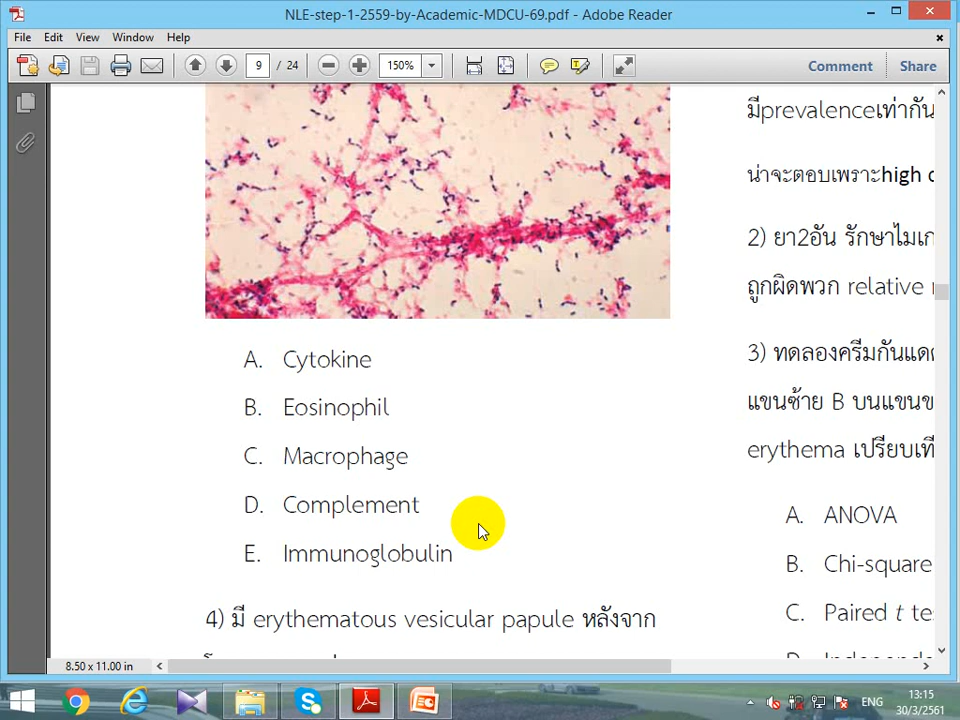 NLE-step-1-2559-by-Academic-MDCU-69.pdf - Adobe Reader
File Edit View Window Help
9 / 24 150% Comment Share
A. Cytokine
B. Eosinophil
C. Macrophage
D. Complement
E. Immunoglobulin
4) มี erythematous vesicular papule หลังจาก
มีprevalenceเท่ากัน
น่าจะตอบเพราะhigh
2) ยา2อัน รักษาไมเก
ถูกผิดพวก relative
3) ทดลองครีมกันแด
แขนซ้าย B บนแขนข
erythema เปรียบเที
A. ANOVA
B. Chi-square
C. Paired t te
8.50 x 11.00 in
ENG
13:15
30/3/2561